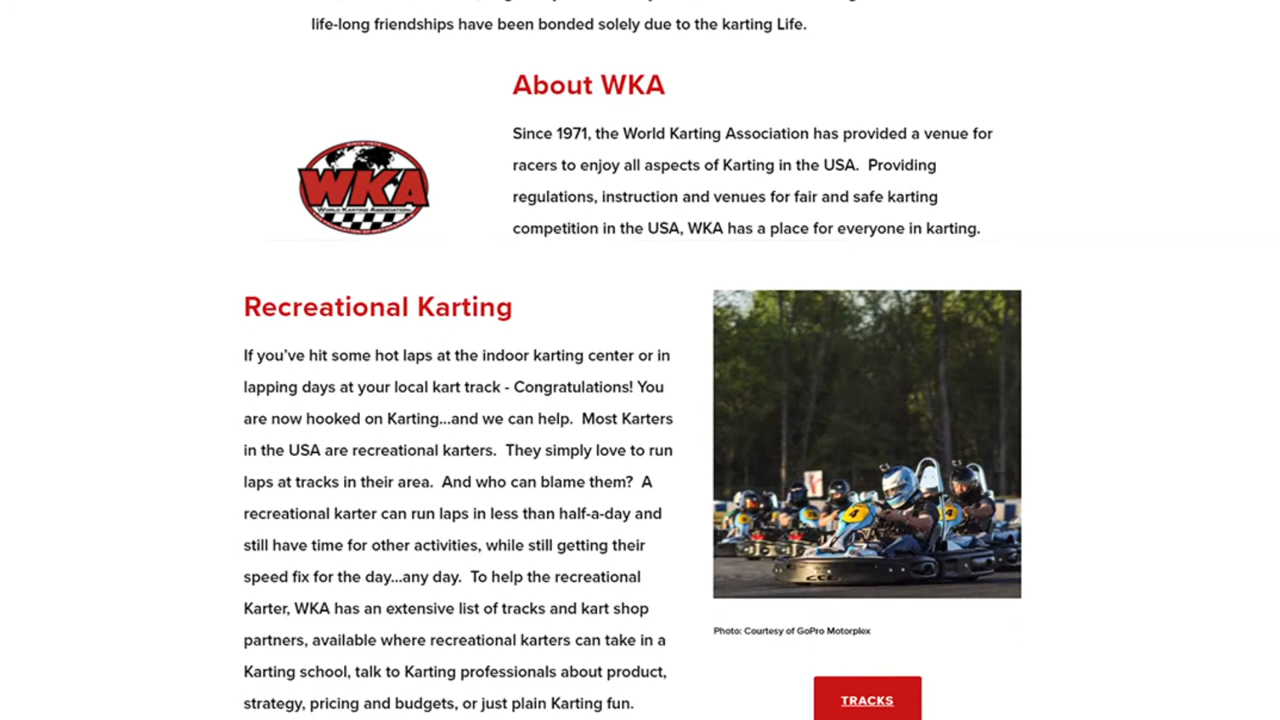 life-long friendships have been bonded solely due to the karting Life.
About WKA
Since 1971, the World Karting Association has provided a venue for
racers to enjoy all aspects of Karting in the USA.  Providing
regulations, instruction and venues for fair and safe karting
competition in the USA, WKA has a place for everyone in karting.
SINCE 1971
WKA
WORLD KARTING ASSOCIATION
Recreational Karting
If you've hit some hot laps at the indoor karting center or in
lapping days at your local kart track - Congratulations! You
are now hooked on Karting...and we can help.  Most Karters
in the USA are recreational karters.  They simply love to run
laps at tracks in their area.  And who can blame them?  A
recreational karter can run laps in less than half-a-day and
still have time for other activities, while still getting their
speed fix for the day...any day.  To help the recreational
Karter, WKA has an extensive list of tracks and kart shop
partners, available where recreational karters can take in a
Karting school, talk to Karting professionals about product,
strategy, pricing and budgets, or just plain Karting fun.
4
4
Photo: Courtesy of GoPro Motorplex
TRACKS